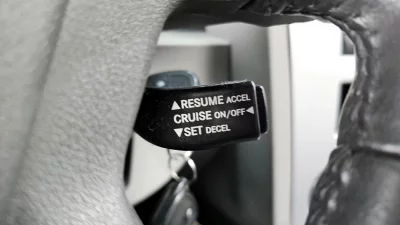 ▲RESUME ACCEL
CRUISE ON/OFF◀
▼SET DECEL